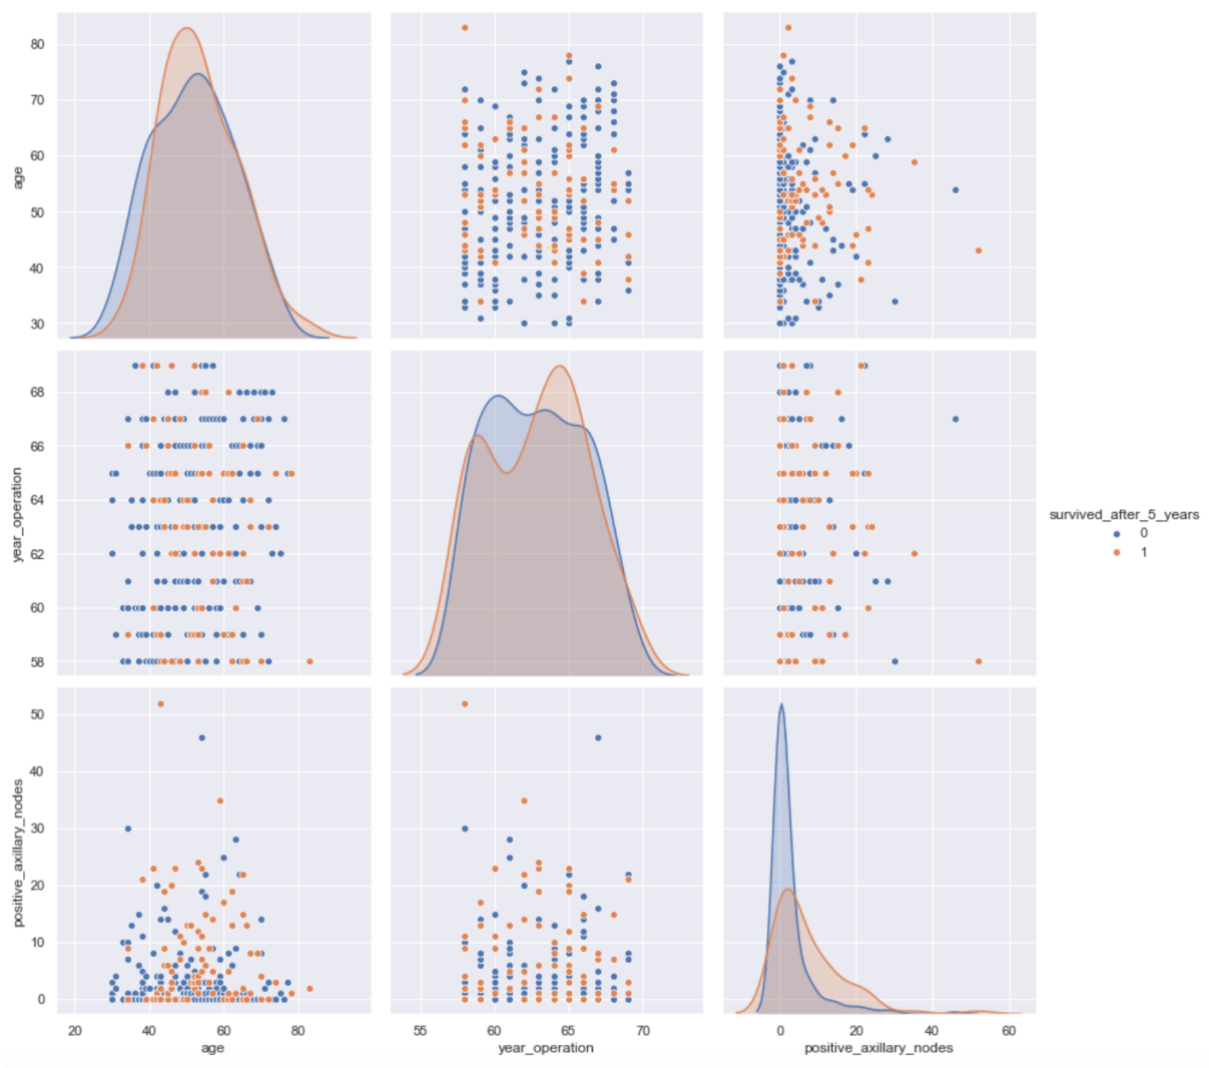 80
70
60
50
40
30
age
68
66
64
62
60
58
year_operation
survived_after_5_years
0
1
50
40
30
20
10
0
positive_axillary_nodes
20 40 60 80
55 60 65 70
0 20 40 60
age
year_operation
positive_axillary_nodes